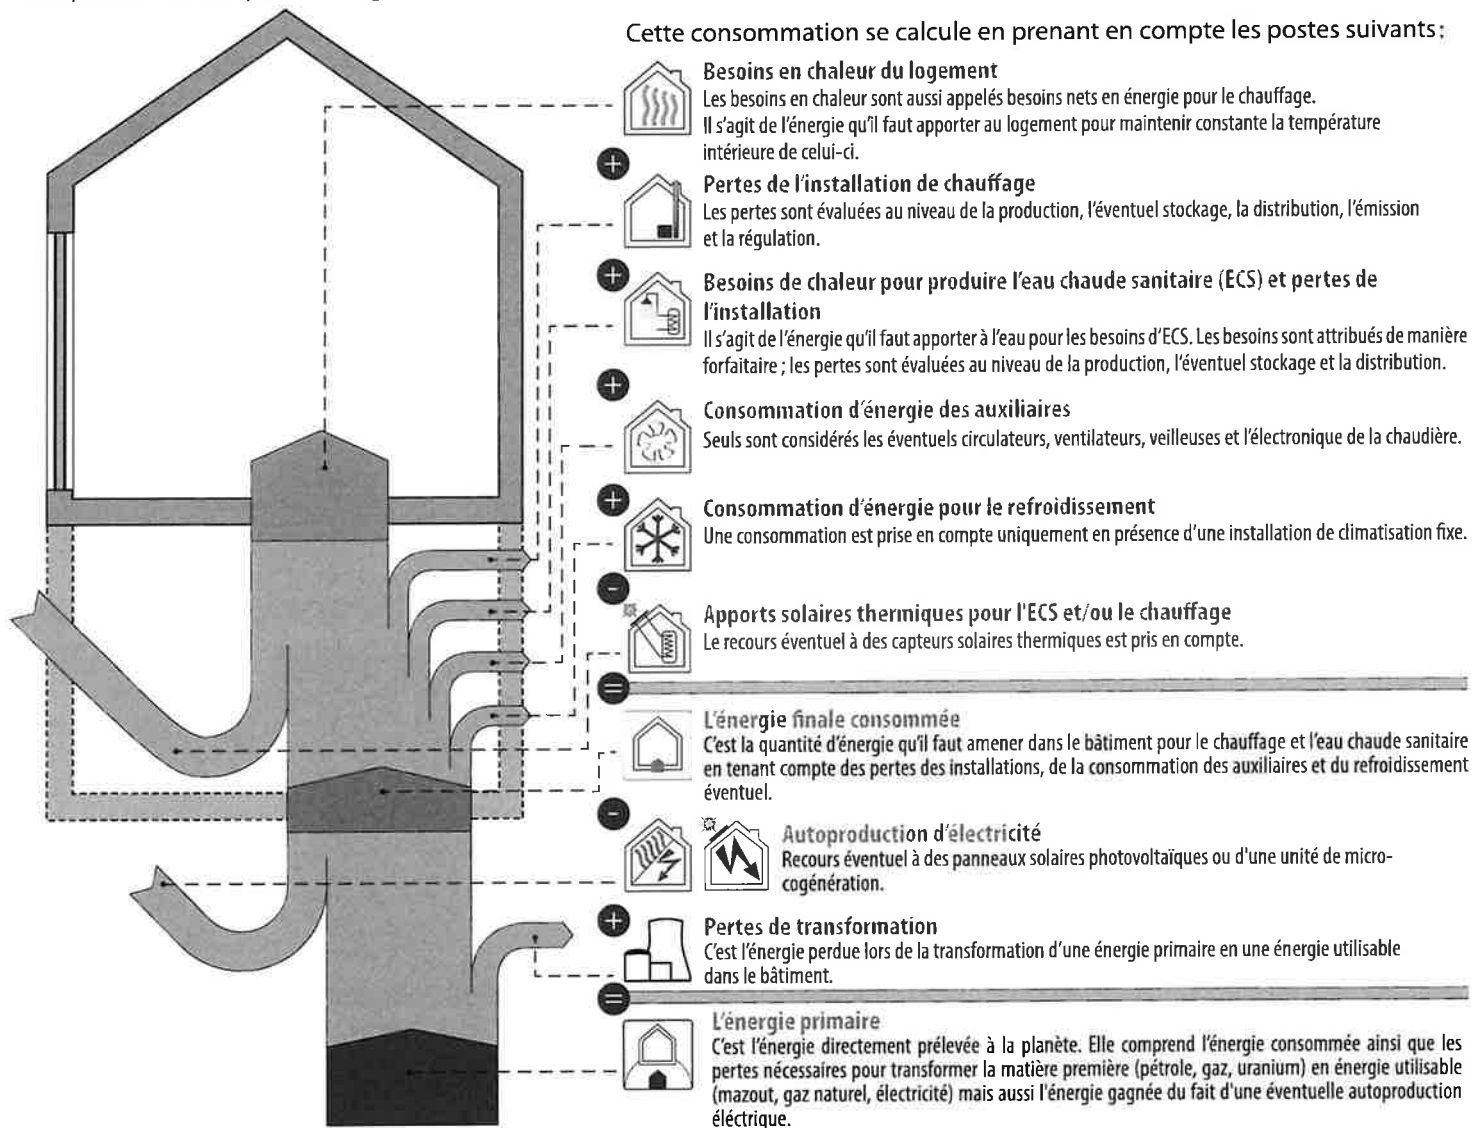 Cette consommation se calcule en prenant en compte les postes suivants :
Besoins en chaleur du logement
Les besoins en chaleur sont aussi appelés besoins nets en énergie pour le chauffage.
Il s'agit de l'énergie qu'il faut apporter au logement pour maintenir constante la température
intérieure de celui-ci.
+
Pertes de l'installation de chauffage
Les pertes sont évaluées au niveau de la production, l'éventuel stockage, la distribution, l'émission
et la régulation.
+
Besoins de chaleur pour produire l'eau chaude sanitaire (ECS) et pertes de
l'installation
Il s'agit de l'énergie qu'il faut apporter à l'eau pour les besoins d'ECS. Les besoins sont attribués de manière
forfaitaire ; les pertes sont évaluées au niveau de la production, l'éventuel stockage et la distribution.
+
Consommation d'énergie des auxiliaires
Seuls sont considérés les éventuels circulateurs, ventilateurs, veilleuses et l'électronique de la chaudière.
+
Consommation d'énergie pour le refroidissement
Une consommation est prise en compte uniquement en présence d'une installation de climatisation fixe.
-
Apports solaires thermiques pour l'ECS et/ou le chauffage
Le recours éventuel à des capteurs solaires thermiques est pris en compte.
=
L'énergie finale consommée
C'est la quantité d'énergie qu'il faut amener dans le bâtiment pour le chauffage et l'eau chaude sanitaire
en tenant compte des pertes des installations, de la consommation des auxiliaires et du refroidissement
éventuel.
-
Autoproduction d'électricité
Recours éventuel à des panneaux solaires photovoltaïques ou d'une unité de micro-
cogénération.
+
Pertes de transformation
C'est l'énergie perdue lors de la transformation d'une énergie primaire en une énergie utilisable
dans le bâtiment.
=
L'énergie primaire
C'est l'énergie directement prélevée à la planète. Elle comprend l'énergie consommée ainsi que les
pertes nécessaires pour transformer la matière première (pétrole, gaz, uranium) en énergie utilisable
(mazout, gaz naturel, électricité) mais aussi l'énergie gagnée du fait d'une éventuelle autoproduction
éléctrique.